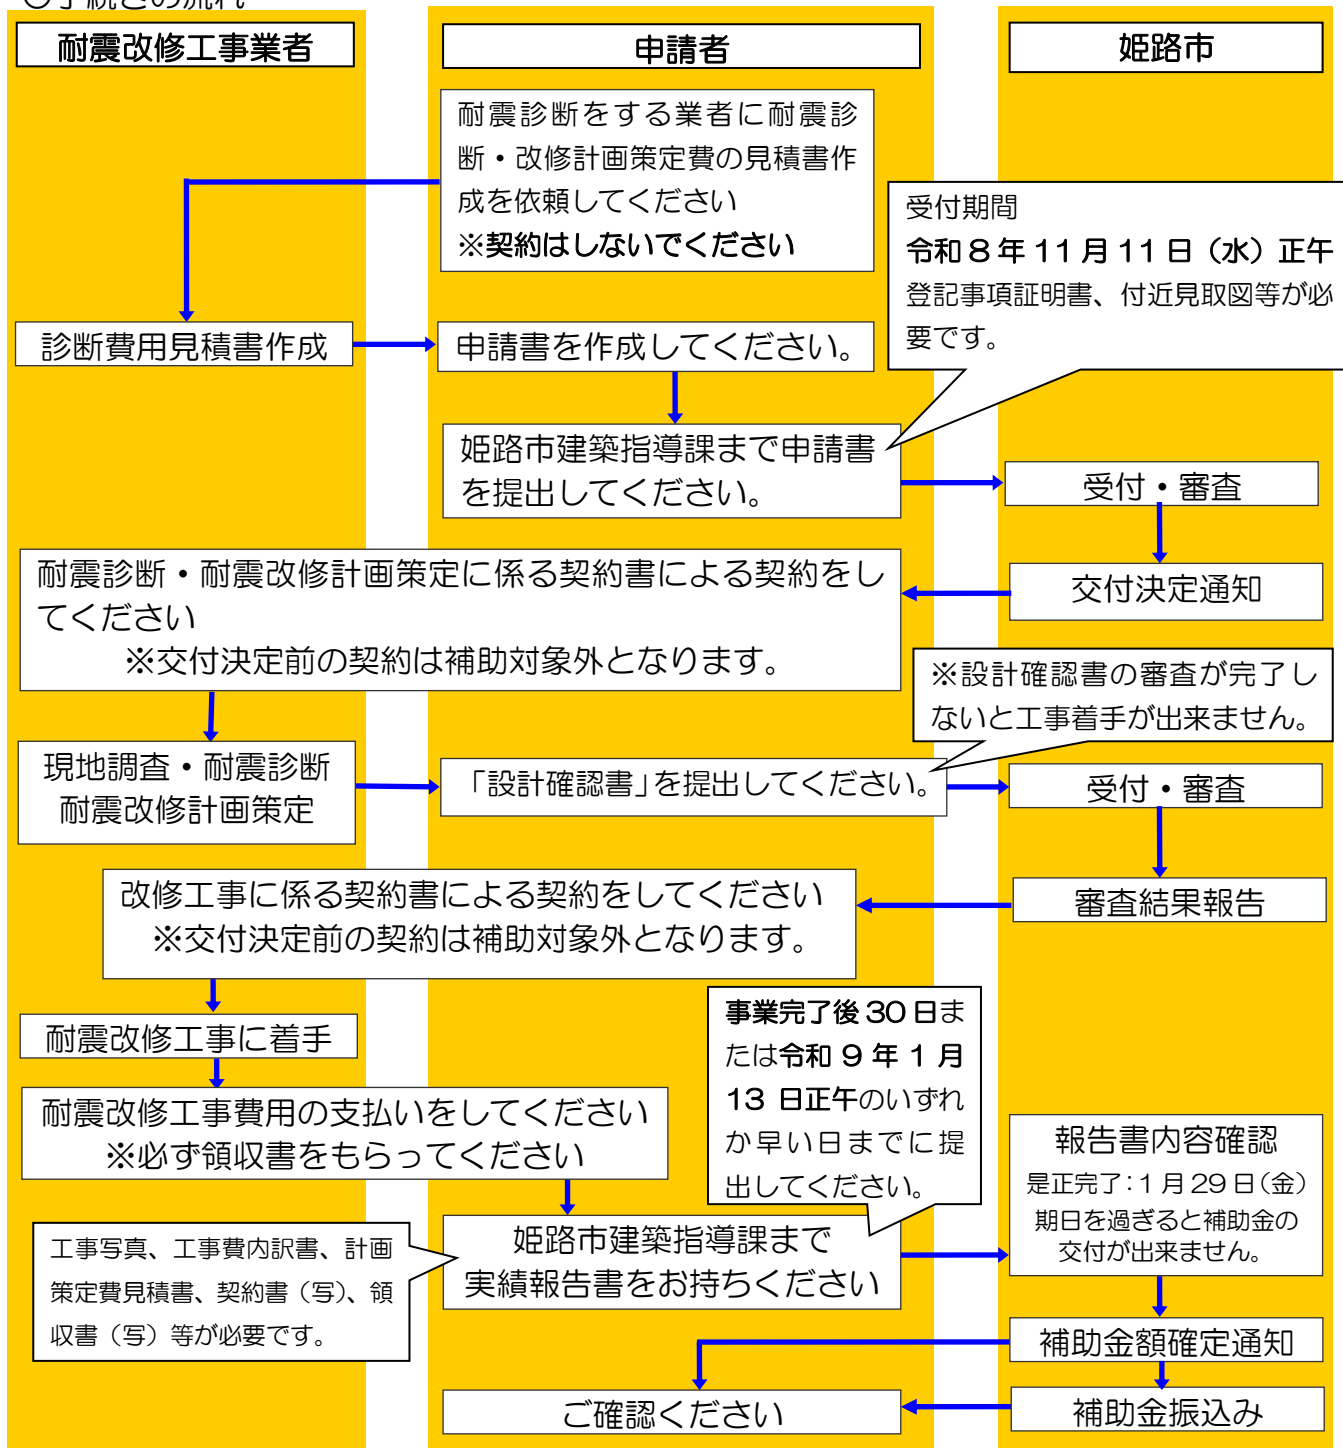 〇手続きの流れ
耐震改修工事業者
申請者
姫路市
耐震診断をする業者に耐震診
断・改修計画策定費の見積書作
成を依頼してください
※契約はしないでください
受付期間
令和８年11月11日（水）正午
登記事項証明書、付近見取図等が必
要です。
診断費用見積書作成
申請書を作成してください。
姫路市建築指導課まで申請書
を提出してください。
受付・審査
交付決定通知
耐震診断・耐震改修計画策定に係る契約書による契約をし
てください
※交付決定前の契約は補助対象外となります。
※設計確認書の審査が完了し
ないと工事着手が出来ません。
現地調査・耐震診断
耐震改修計画策定
「設計確認書」を提出してください。
受付・審査
審査結果報告
改修工事に係る契約書による契約をしてください
※交付決定前の契約は補助対象外となります。
耐震改修工事に着手
事業完了後30日ま
たは令和９年１月
13日正午のいずれ
か早い日までに提
出してください。
耐震改修工事費用の支払いをしてください
※必ず領収書をもらってください
報告書内容確認
是正完了：1月29日（金）
期日を過ぎると補助金の
交付が出来ません。
姫路市建築指導課まで
実績報告書をお持ちください
工事写真、工事費内訳書、計画
策定費見積書、契約書（写）、領
収書（写）等が必要です。
補助金額確定通知
補助金振込み
ご確認ください